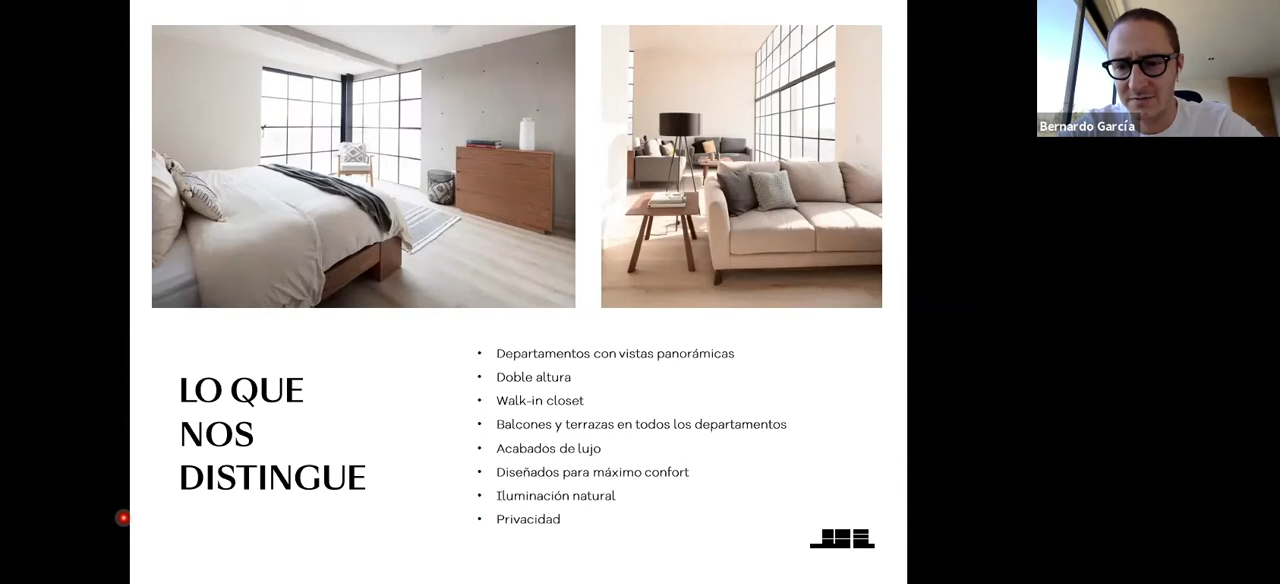 Bernardo García
LO QUE
NOS
DISTINGUE
• Departamentos con vistas panorámicas
• Doble altura
• Walk-in closet
• Balcones y terrazas en todos los departamentos
• Acabados de lujo
• Diseñados para máximo confort
• Iluminación natural
• Privacidad